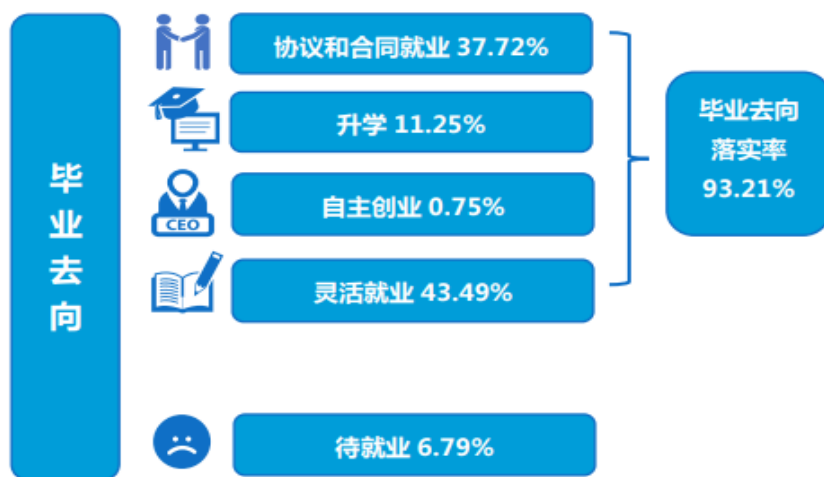 毕业去向
协议和合同就业 37.72%
升学 11.25%
CEO
自主创业 0.75%
灵活就业 43.49%
待就业 6.79%
毕业去向
落实率
93.21%